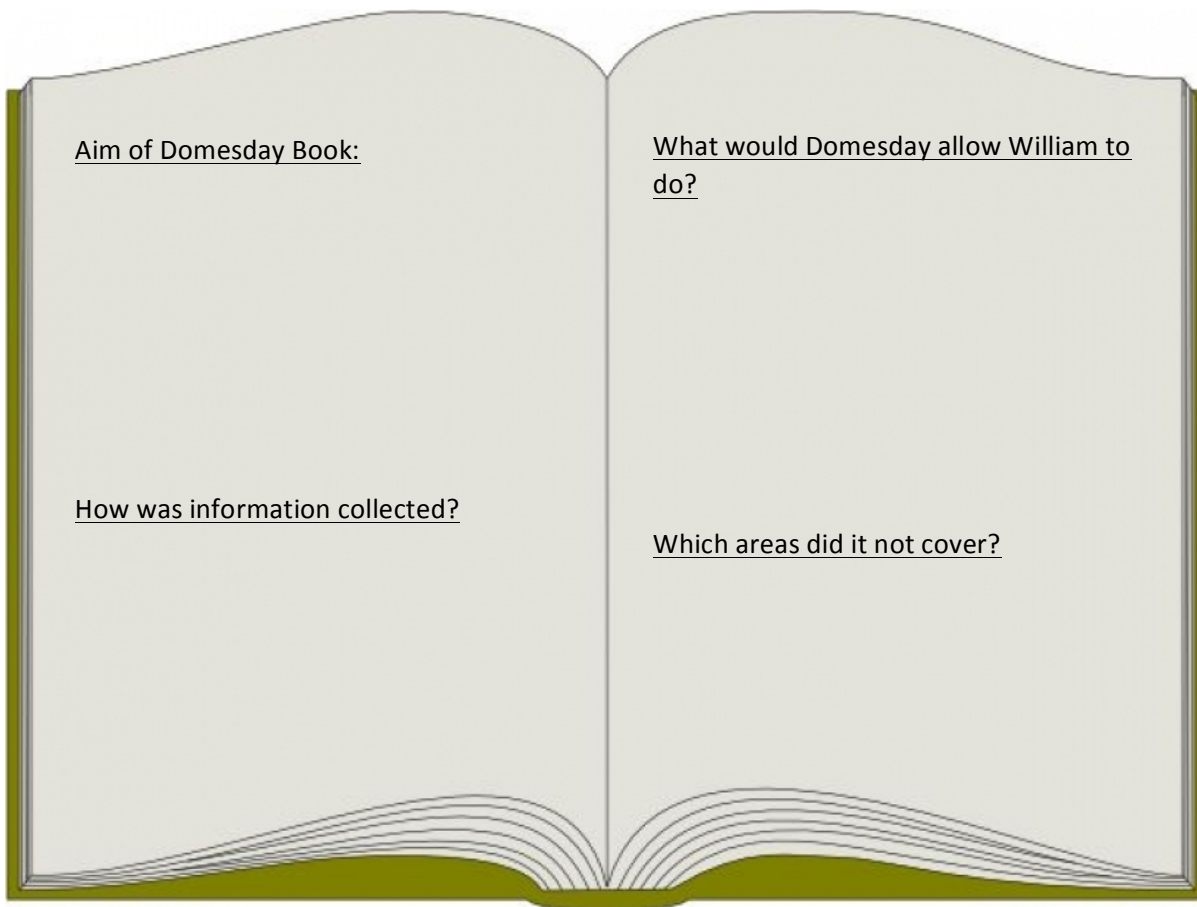 Aim of Domesday Book:
How was information collected?
What would Domesday allow William to
do?
Which areas did it not cover?